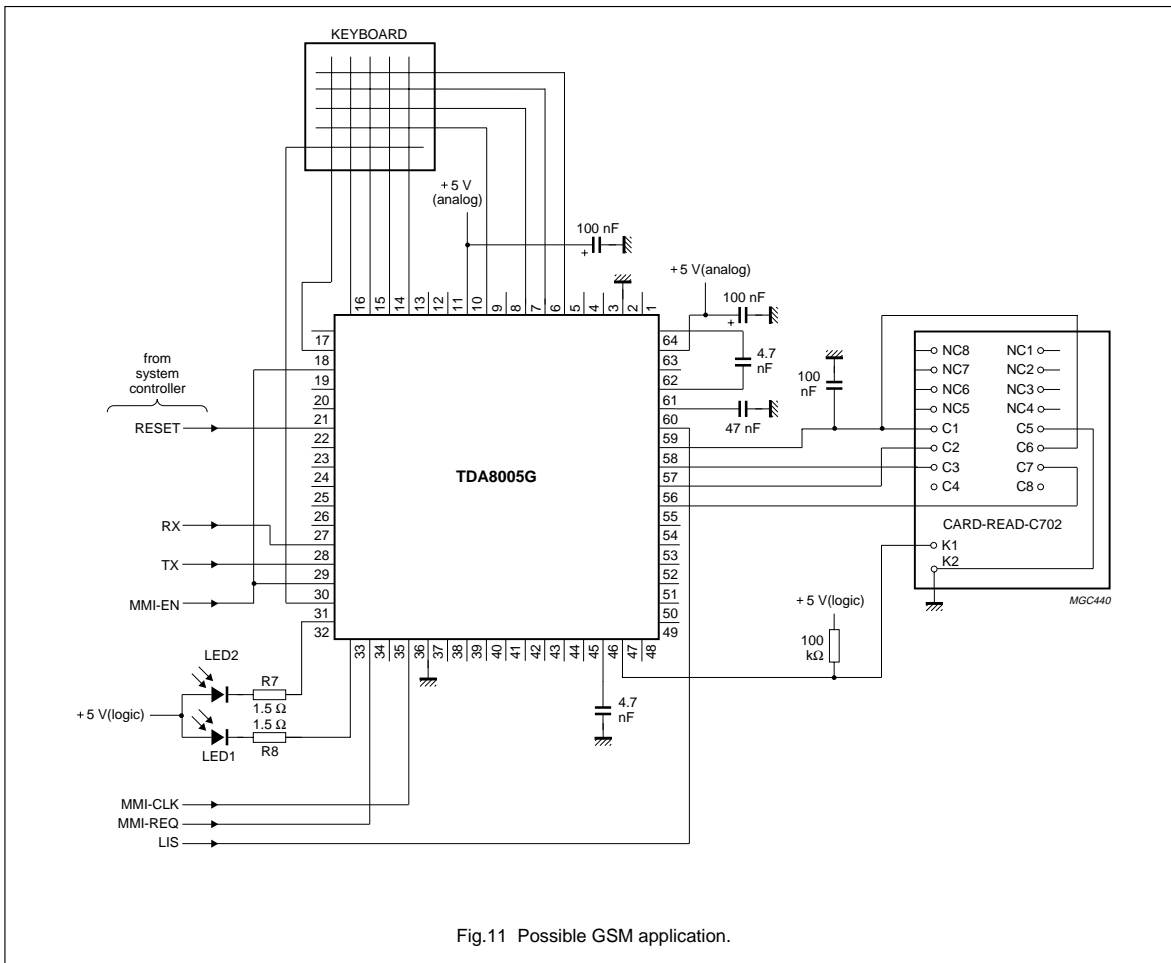 KEYBOARD
+ 5 V
(analog)
100 nF
+
+ 5 V(analog)
100 nF
+
16
15
14
13
12
11
10
9
8
7
6
5
4
3
2
1
17
18
19
20
21
22
23
24
25
26
27
28
29
30
31
32
64
63
62
61
60
59
58
57
56
55
54
53
52
51
50
49
33
34
35
36
37
38
39
40
41
42
43
44
45
46
47
48
TDA8005G
from
system
controller
RESET
RX
TX
MMI-EN
4.7
nF
47 nF
100
nF
NC8 NC1
NC7 NC2
NC6 NC3
NC5 NC4
C1 C5
C2 C6
C3 C7
C4 C8
CARD-READ-C702
K1
K2
MGC440
+ 5 V(logic)
100
kΩ
4.7
nF
LED2
R7
1.5 Ω
+ 5 V(logic)
1.5 Ω
R8
LED1
MMI-CLK
MMI-REQ
LIS
Fig.11 Possible GSM application.